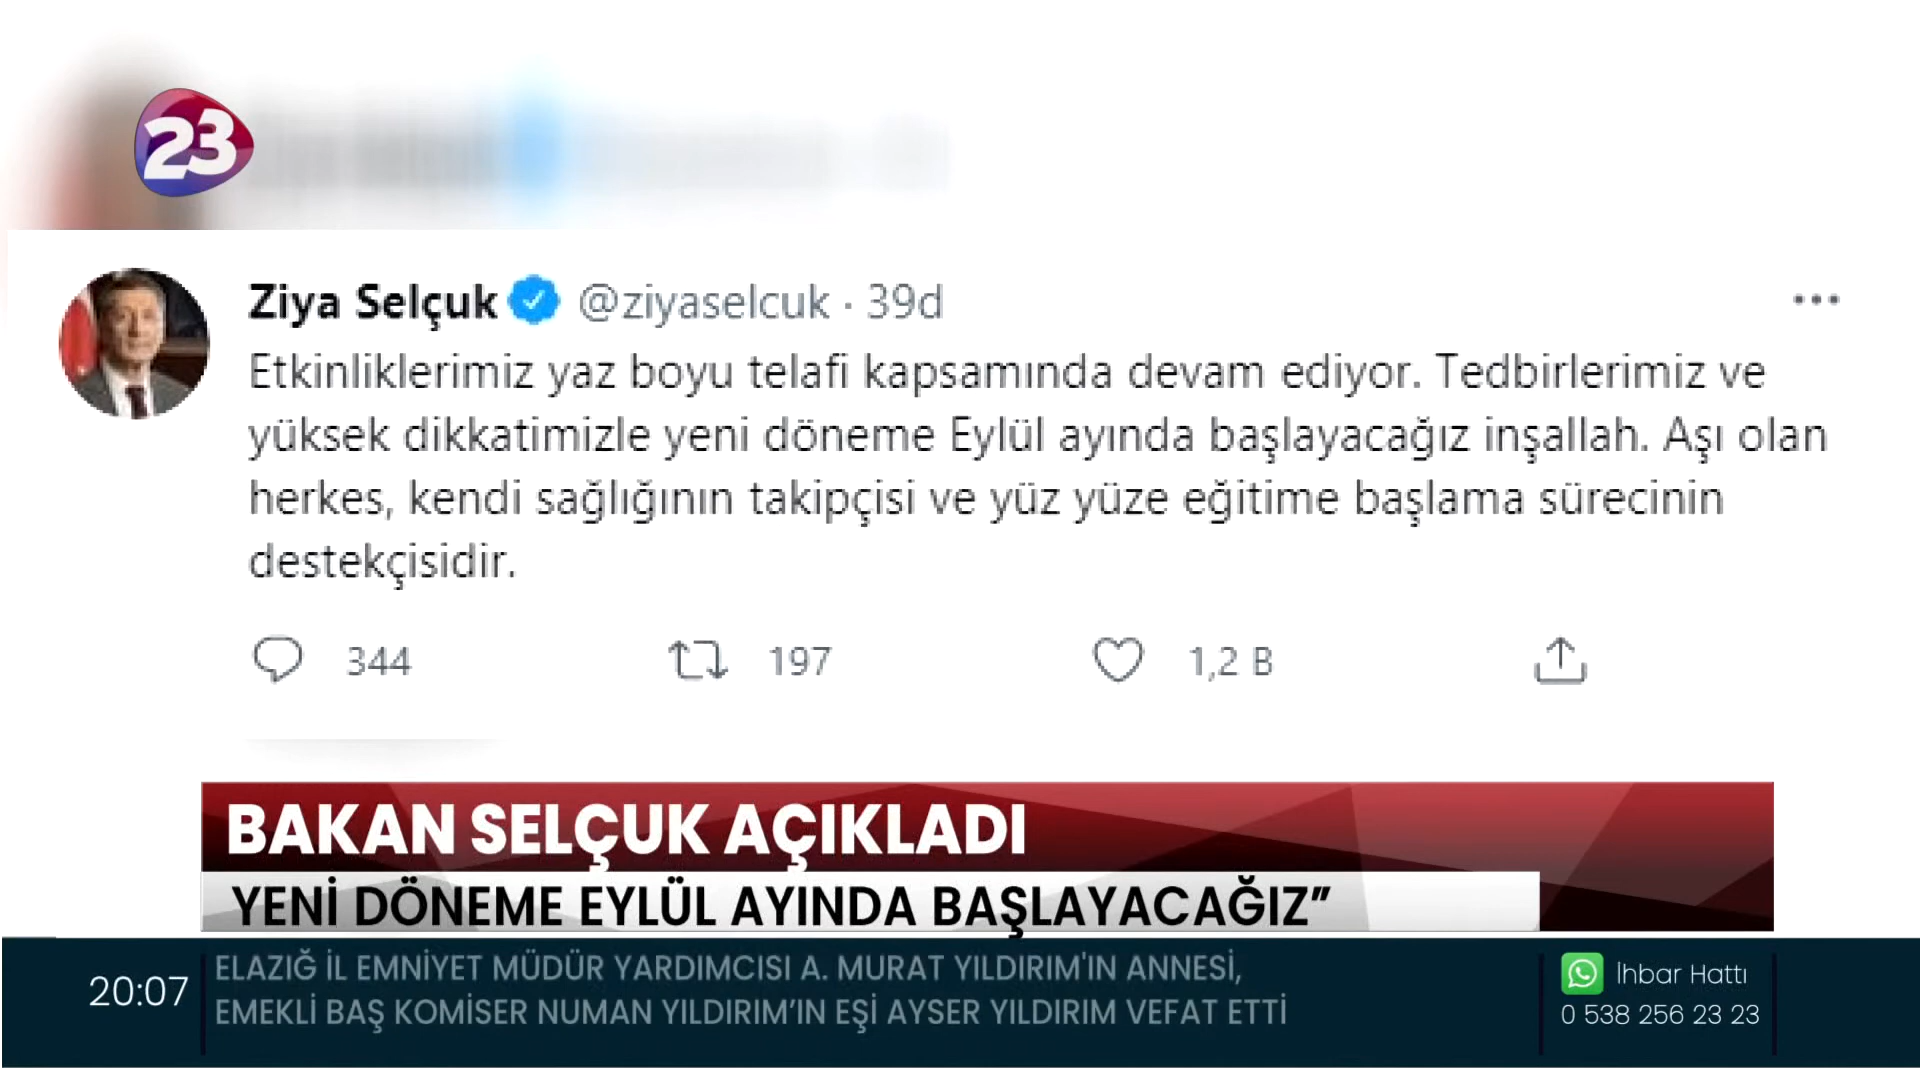 23
Ziya Selçuk @ziyaselcuk · 39d
Etkinliklerimiz yaz boyu telafi kapsamında devam ediyor. Tedbirlerimiz ve
yüksek dikkatimizle yeni döneme Eylül ayında başlayacağız inşallah. Aşı olan
herkes, kendi sağlığının takipçisi ve yüz yüze eğitime başlama sürecinin
destekçisidir.
344 197 1,2 B
BAKAN SELÇUK AÇIKLADI
YENİ DÖNEME EYLÜL AYINDA BAŞLAYACAĞIZ”
20:07
ELAZIĞ İL EMNİYET MÜDÜR YARDIMCISI A. MURAT YILDIRIM'IN ANNESİ,
EMEKLİ BAŞ KOMİSER NUMAN YILDIRIM’IN EŞİ AYSER YILDIRIM VEFAT ETTİ
İhbar Hattı
0 538 256 23 23